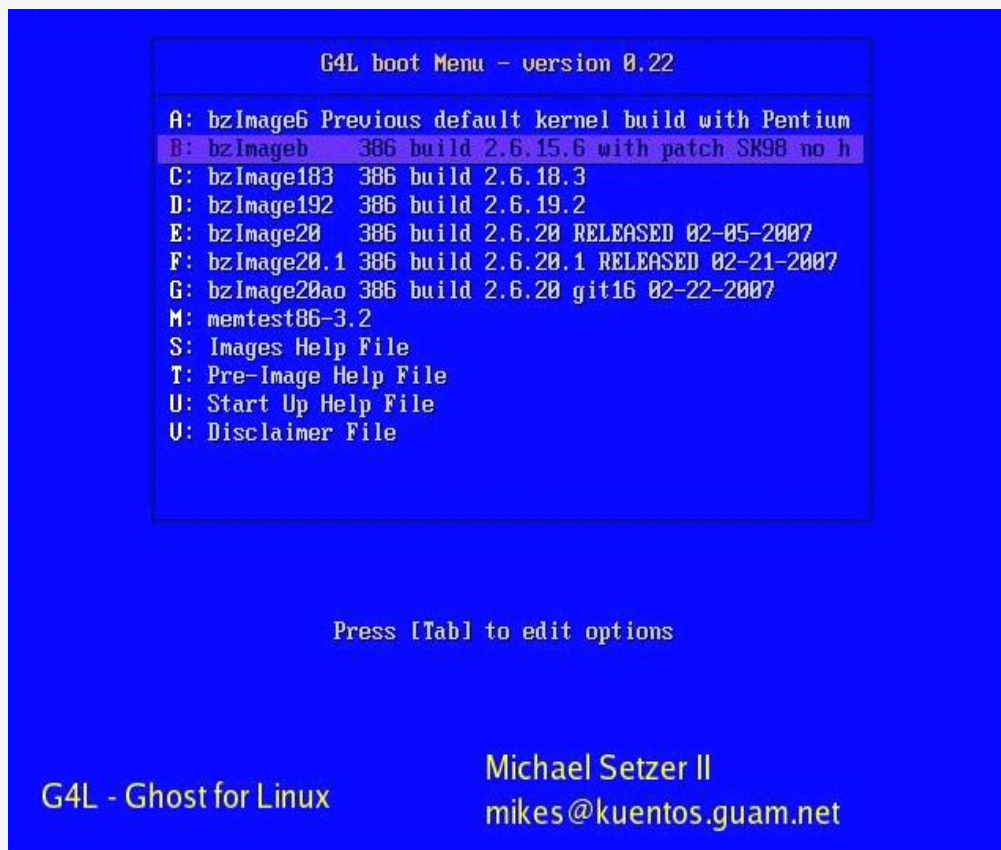 G4L boot Menu - version 0.22
A: bzImage6 Previous default kernel build with Pentium
B: bzImageb 386 build 2.6.15.6 with patch SK98 no h
C: bzImage183 386 build 2.6.18.3
D: bzImage192 386 build 2.6.19.2
E: bzImage20 386 build 2.6.20 RELEASED 02-05-2007
F: bzImage20.1 386 build 2.6.20.1 RELEASED 02-21-2007
G: bzImage20ao 386 build 2.6.20 git16 02-22-2007
M: memtest86-3.2
S: Images Help File
T: Pre-Image Help File
U: Start Up Help File
V: Disclaimer File
Press [Tab] to edit options
G4L - Ghost for Linux
Michael Setzer II
mikes@kuentos.guam.net